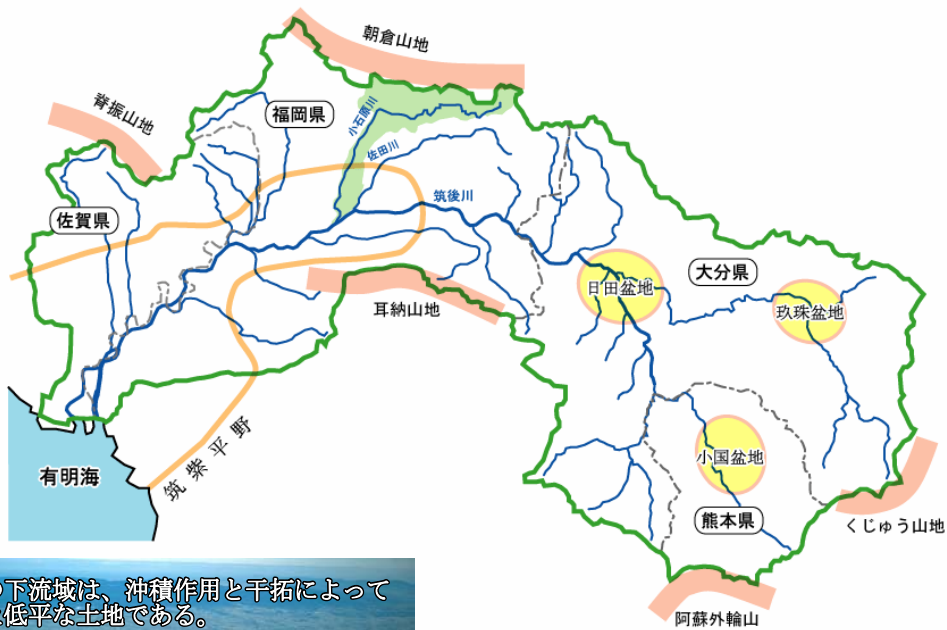 朝倉山地
脊振山地
福岡県
小石原川
佐田川
筑後川
佐賀県
大分県
日田盆地
玖珠盆地
耳納山地
筑紫平野
有明海
小国盆地
熊本県
くじゅう山地
阿蘇外輪山
下流域は、沖積作用と干拓によって
低平な土地である。